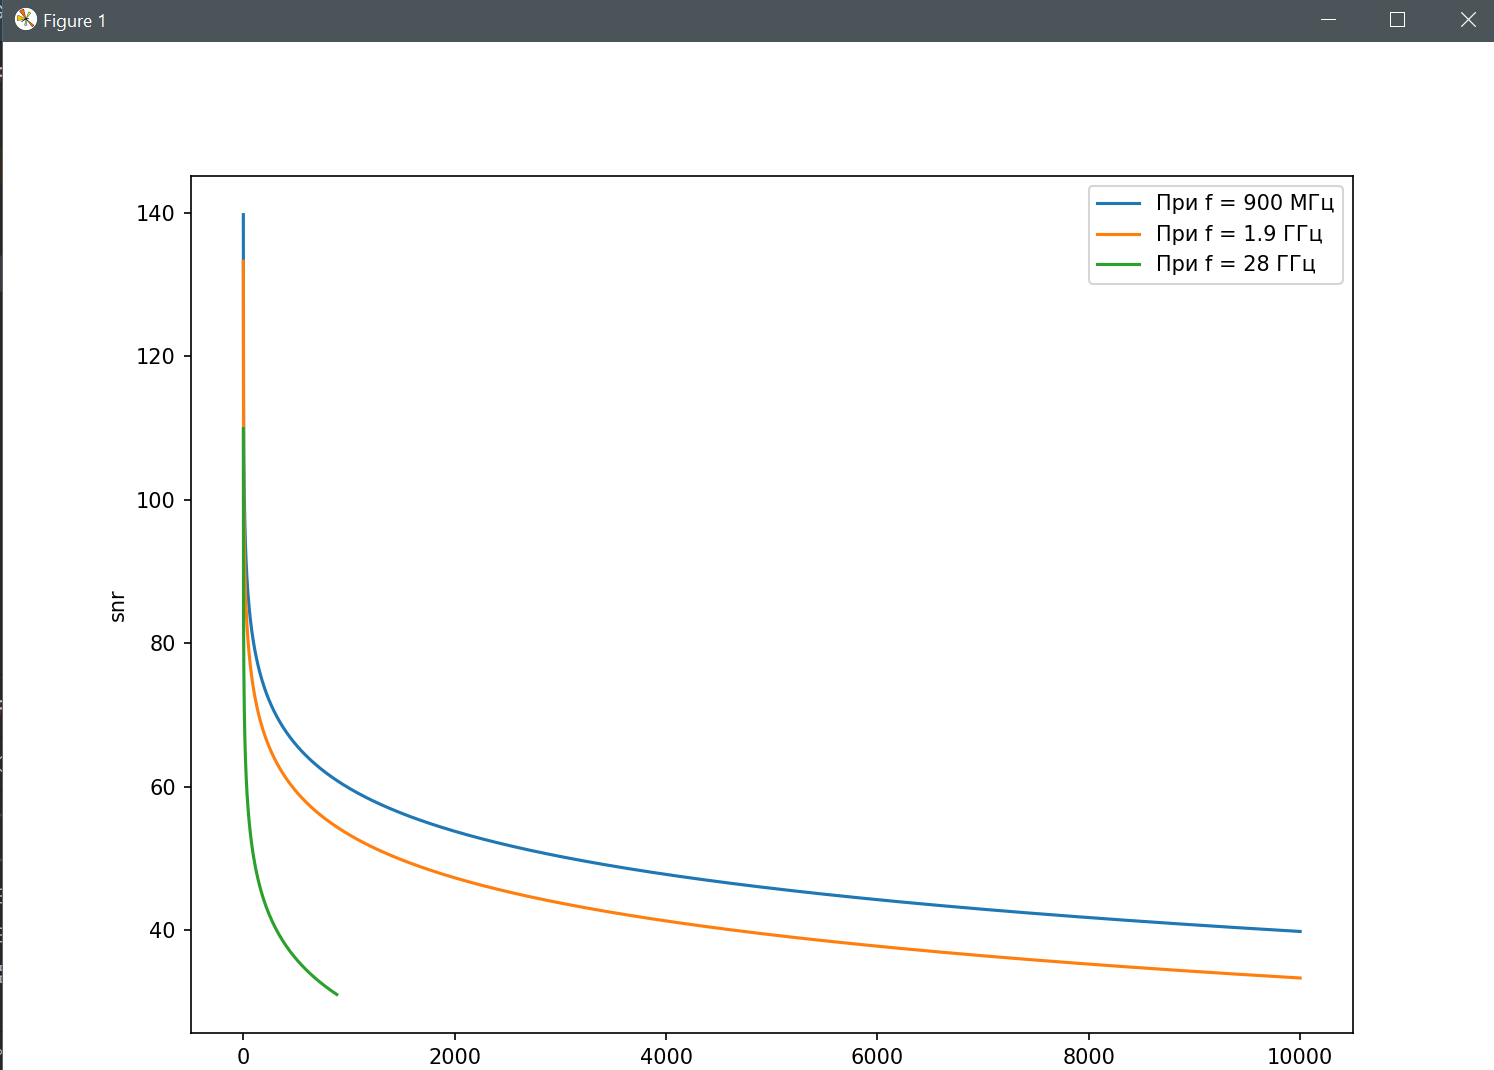 Figure 1
140
120
100
80
60
40
snr
При f = 900 МГц
При f = 1.9 ГГц
При f = 28 ГГц
0 2000 4000 6000 8000 10000